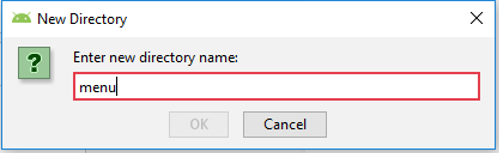 New Directory
Enter new directory name:
menu
OK
Cancel